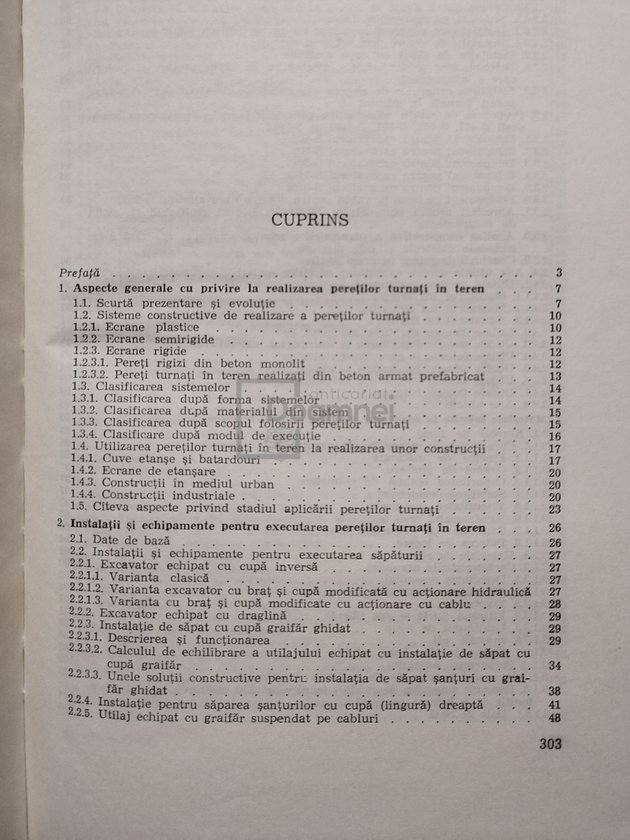 CUPRINS
Prefață . . . . . . . . . . 3
1. Aspecte generale cu privire la realizarea pereților turnați în teren . . . 7
1.1. Scurtă prezentare și evoluție . . . . . . . . . . 7
1.2. Sisteme constructive de realizare a pereților turnați . . . . . . 10
1.2.1. Ecrane plastice . . . . . . . . . . 10
1.2.2. Ecrane semirigide . . . . . . . . . . 12
1.2.3. Ecrane rigide . . . . . . . . . . 12
1.2.3.1. Pereți rigizi din beton monolit . . . . . . . . . . 12
1.2.3.2. Pereți turnați în teren realizați din beton armat prefabricat . . . 13
1.3. Clasificarea sistemelor . . . . . . . . . . 14
1.3.1. Clasificarea după forma sistemelor . . . . . . . . . . 14
1.3.2. Clasificarea după materialul din sistem . . . . . . . . . . 15
1.3.3. Clasificarea după scopul folosirii pereților turnați . . . . . . 15
1.3.4. Clasificare după modul de execuție . . . . . . . . . . 16
1.4. Utilizarea pereților turnați în teren la realizarea unor construcții . . . 17
1.4.1. Cuve etanșe și batardouri . . . . . . . . . . 17
1.4.2. Ecrane de etanșare . . . . . . . . . . 20
1.4.3. Construcții în mediul urban . . . . . . . . . . 20
1.4.4. Construcții industriale . . . . . . . . . . 20
1.5. Cîteva aspecte privind stadiul aplicării pereților turnați . . . . . 23
2. Instalații și echipamente pentru executarea pereților turnați în teren . . . 26
2.1. Date de bază . . . . . . . . . . 26
2.2. Instalații și echipamente pentru executarea săpăturii . . . . . . 27
2.2.1. Excavator echipat cu cupă inversă . . . . . . . . . . 27
2.2.1.1. Varianta clasică . . . . . . . . . . 27
2.2.1.2. Varianta excavator cu braț și cupă modificată cu acționare hidraulică 27
2.2.1.3. Varianta cu braț și cupă modificate cu acționare cu cablu . . . . 28
2.2.2. Excavator echipat cu draglină . . . . . . . . . . 29
2.2.3. Instalație de săpat cu cupă graifăr ghidat . . . . . . . . . . 29
2.2.3.1. Descrierea și funcționarea . . . . . . . . . . 29
2.2.3.2. Calculul de echilibrare a utilajului echipat cu instalație de săpat cu
cupă graifăr . . . . . . . . . . 34
2.2.3.3. Unele soluții constructive pentru instalația de săpat șanțuri cu grai-
făr ghidat . . . . . . . . . . 38
2.2.4. Instalație pentru săparea șanțurilor cu cupă (lingură) dreaptă . . . 41
2.2.5. Utilaj echipat cu graifăr suspendat pe cabluri . . . . . . . . . . 48
303
anticariat